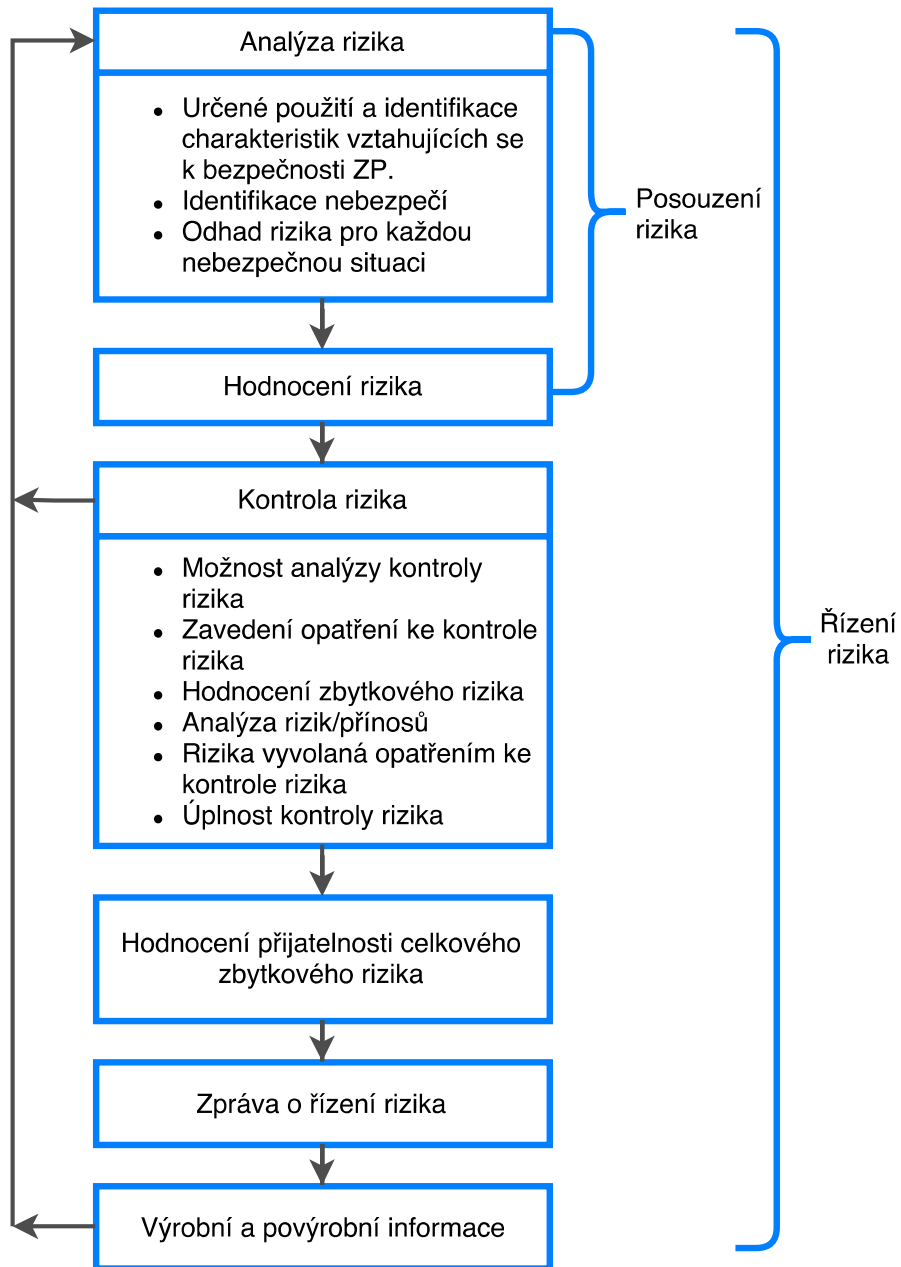 Analýza rizika
• Určené použití a identifikace
charakteristik vztahujících se
k bezpečnosti ZP.
• Identifikace nebezpečí
• Odhad rizika pro každou
nebezpečnou situaci
Posouzení
rizika
Hodnocení rizika
Kontrola rizika
• Možnost analýzy kontroly
rizika
• Zavedení opatření ke kontrole
rizika
• Hodnocení zbytkového rizika
• Analýza rizik/přínosů
• Rizika vyvolaná opatřením ke
kontrole rizika
• Úplnost kontroly rizika
Řízení
rizika
Hodnocení přijatelnosti celkového
zbytkového rizika
Zpráva o řízení rizika
Výrobní a povýrobní informace